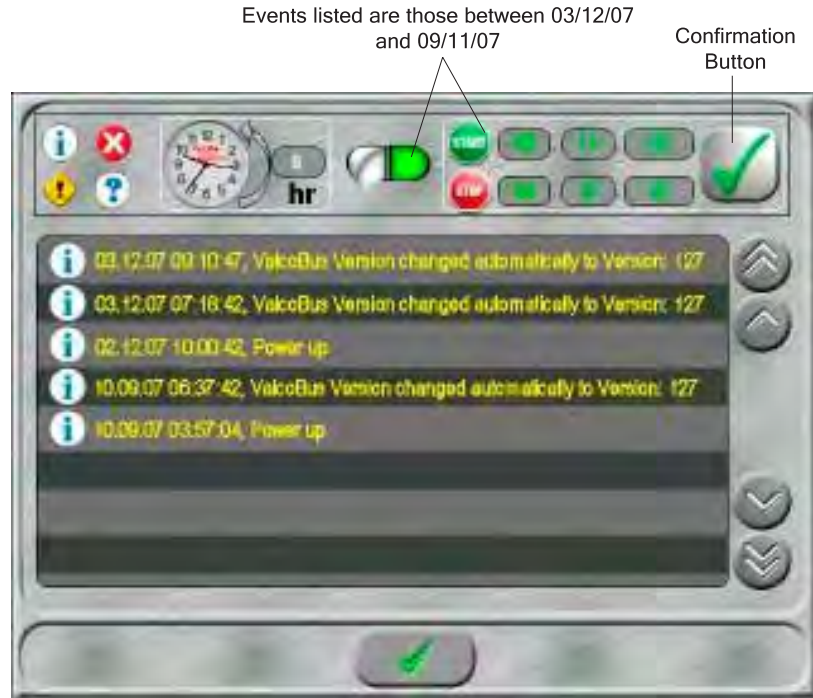 Events listed are those between 03/12/07
and 09/11/07
Confirmation
Button
START
hr
STOP
03.12.07 09:10:47, ValcoBus Version changed automatically to Version: 127
03.12.07 07:16:42, ValcoBus Version changed automatically to Version: 127
02.12.07 10:00:42, Power up
10.09.07 06:37:42, ValcoBus Version changed automatically to Version: 127
10.09.07 03:57:04, Power up